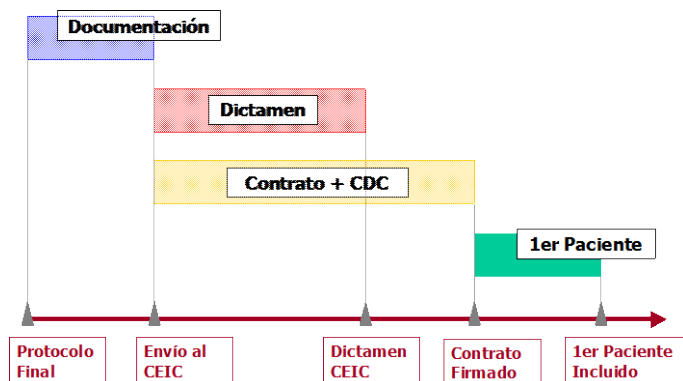 Documentación
Dictamen
Contrato + CDC
1er Paciente
Protocolo
Final
Envío al
CEIC
Dictamen
CEIC
Contrato
Firmado
1er Paciente
Incluido